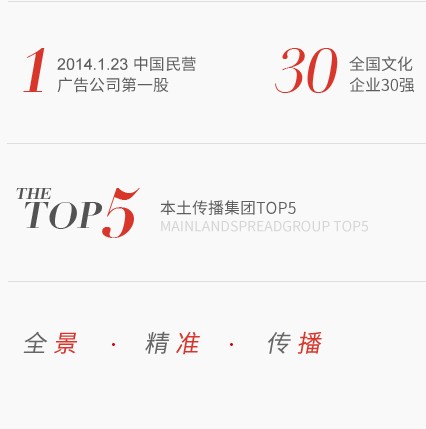 1 2014.1.23 中国民营
广告公司第一股
30 全国文化
企业30强
THE
TOP5
本土传播集团TOP5
MAINLANDSPREADGROUP TOP5
全景 · 精准 · 传播